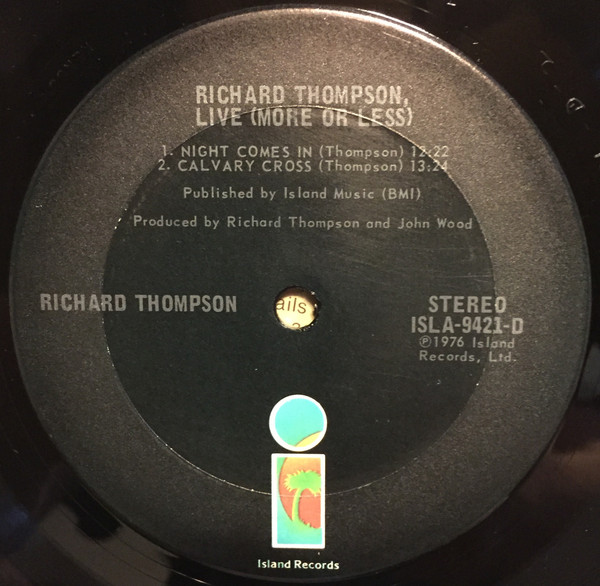 RICHARD THOMPSON,
LIVE (MORE OR LESS)
1. NIGHT COMES IN (Thompson) 12:22
2. CALVARY CROSS (Thompson) 13:24
Published by Island Music (BMI)
Produced by Richard Thompson and John Wood
RICHARD THOMPSON
ails
STEREO
ISLA-9421-D
Ⓟ1976 Island
Records, Ltd.
Island Records